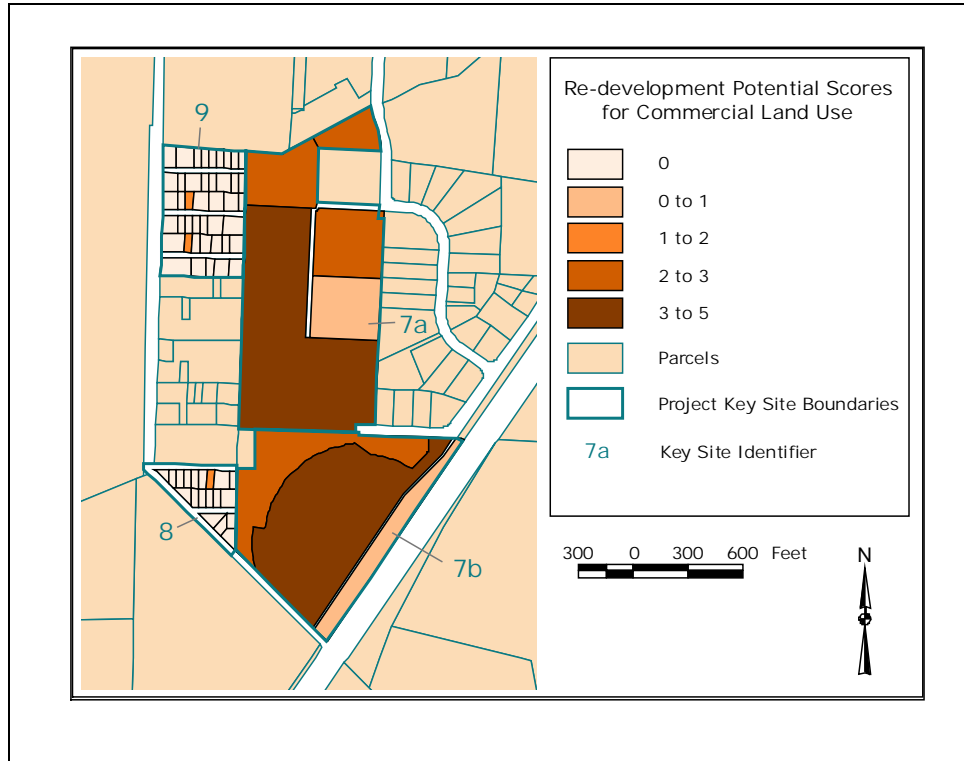 Re-development Potential Scores
for Commercial Land Use
0
0 to 1
1 to 2
2 to 3
3 to 5
Parcels
Project Key Site Boundaries
7a Key Site Identifier
9
7a
8
7b
300 0 300 600 Feet
N